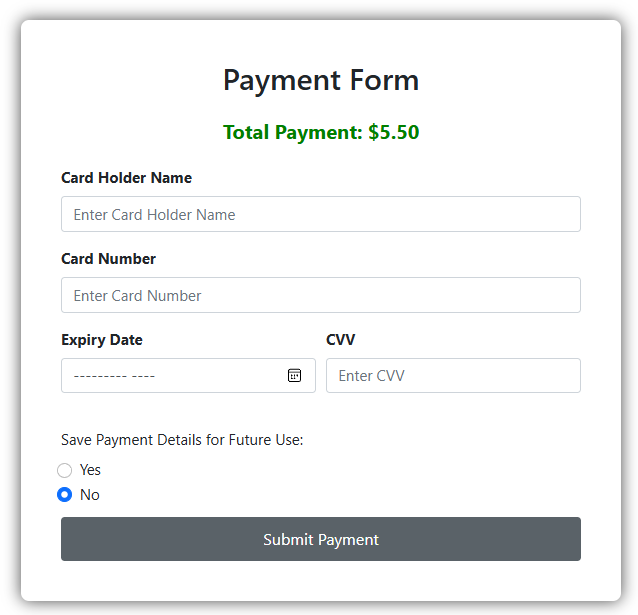 Payment Form
Total Payment: $5.50
Card Holder Name
Enter Card Holder Name
Card Number
Enter Card Number
Expiry Date CVV
--------- ---- Enter CVV
Save Payment Details for Future Use:
Yes
No
Submit Payment